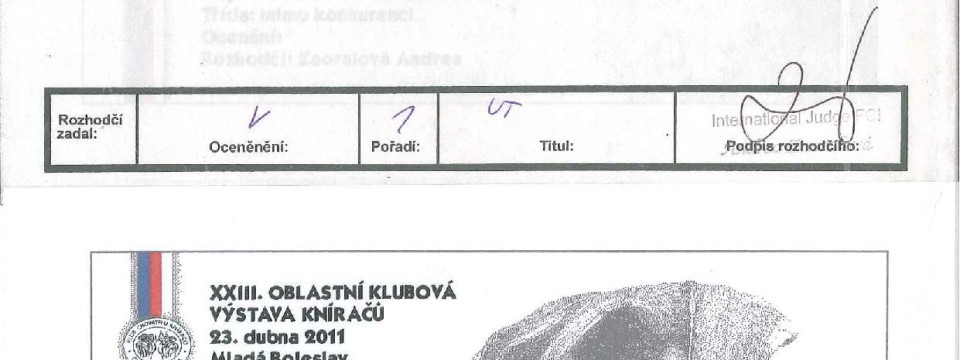 Třída: mimo konkurenci
Ocenění:
Rozhodčí: Zooralová Andrea
Rozhodčí zadal:
V
1
VT
International Judge FCI
Oceněnění:
Pořadí:
Titul:
Podpis rozhodčího:
XXIII. OBLASTNÍ KLUBOVÁ
VÝSTAVA KNÍRAČŮ
23. dubna 2011
Mladá Boleslav